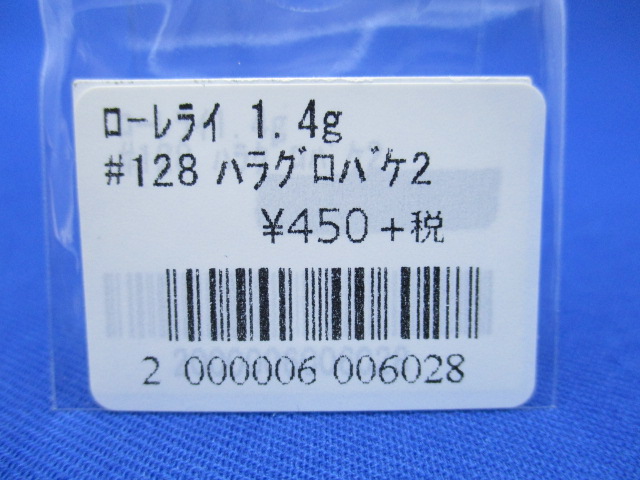 ﾛｰﾚﾗｲ 1.4g
#128 ﾊﾗｸﾞﾛﾊﾞｹ2
¥450+税
2 000006 006028